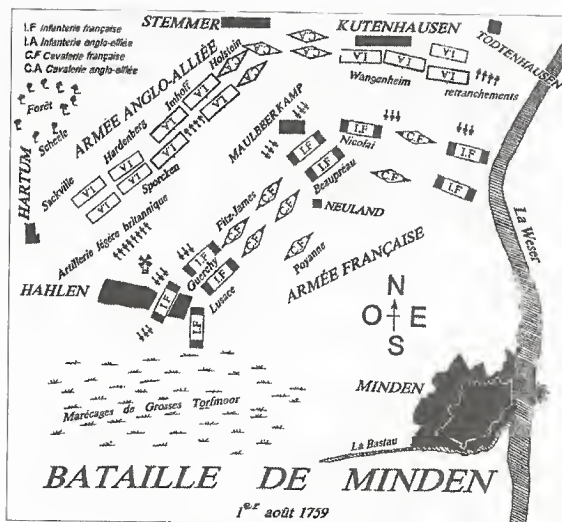 I.F Infanterie française
I.A Infanterie anglo-alliée
C.F Cavalerie française
C.A Cavalerie anglo-alliée
STEMMER
KUTENHAUSEN
TODTENHAUSEN
Forêt
Scheele
HARTUM
ARMÉE ANGLO-ALLIÉE
Sackville
Hardenberg
Imhoff
Holstein
Sporcken
Wangenheim
retranchements
MAULBEERKAMP
Nicolaï
Beaupréau
NEULAND
Artillerie légère britannique
Fitz-James
Guerchy
Lusace
Poyanne
ARMÉE FRANÇAISE
HAHLEN
La Weser
N
O E
S
MINDEN
Marécages de Grosses Torfmoor
La Bastau
BATAILLE DE MINDEN
1er août 1759